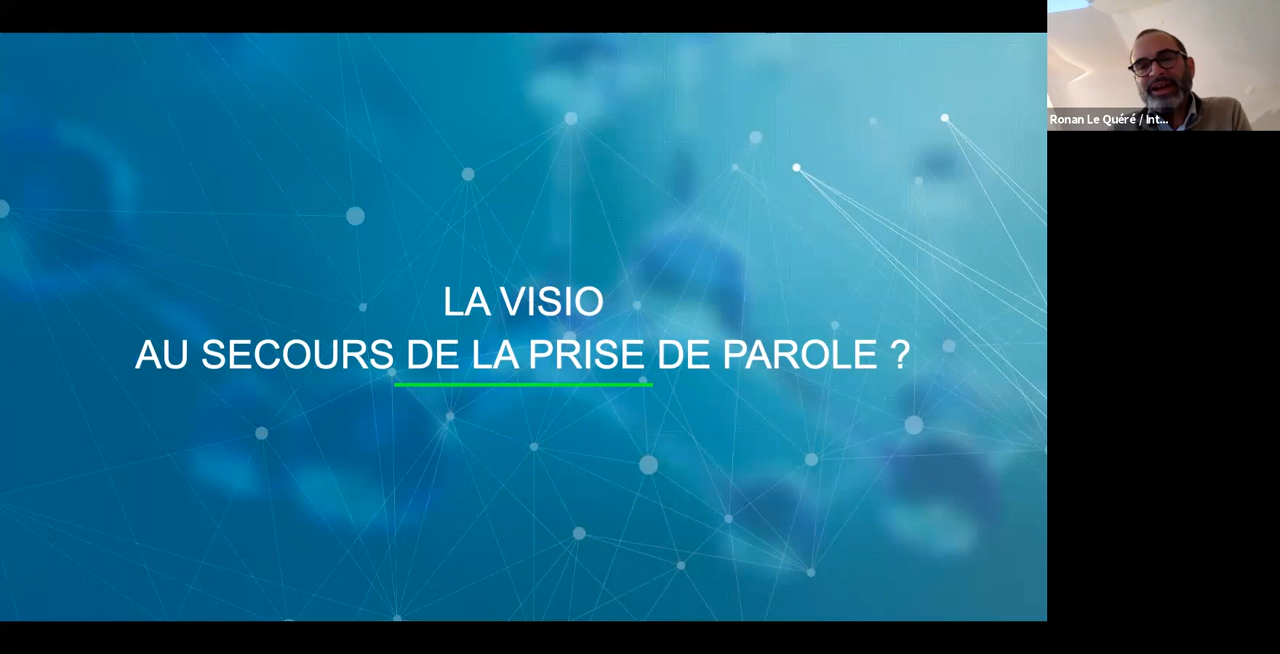 LA VISIO
AU SECOURS DE LA PRISE DE PAROLE ?
Ronan Le Quéré / Int...